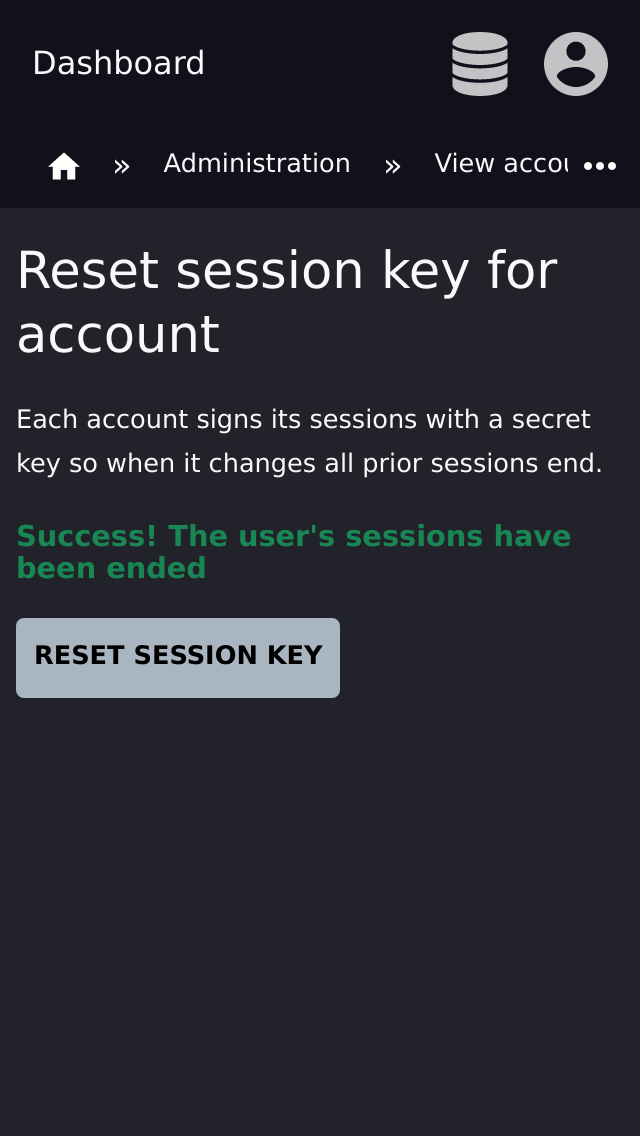 Dashboard
» Administration » View accou
Reset session key for
account
Each account signs its sessions with a secret
key so when it changes all prior sessions end.
Success! The user's sessions have
been ended
RESET SESSION KEY